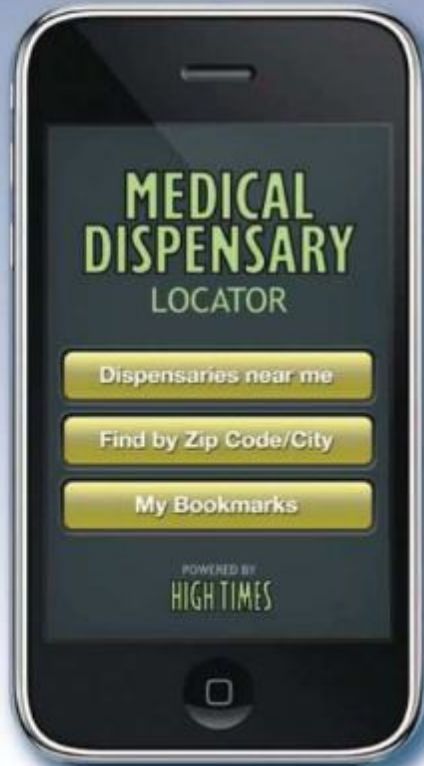 MEDICAL
DISPENSARY
LOCATOR
Dispensaries near me
Find by Zip Code/City
My Bookmarks
POWERED BY
HIGH TIMES